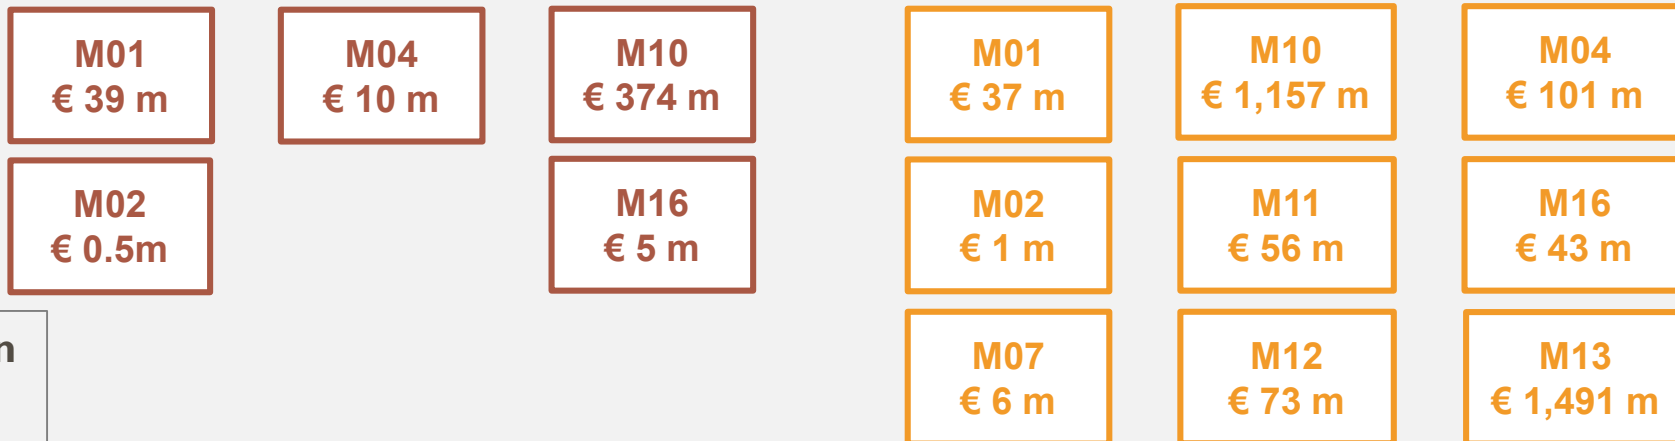 M01
€ 39 m
M04
€ 10 m
M10
€ 374 m
M01
€ 37 m
M10
€ 1,157 m
M04
€ 101 m
M02
€ 0.5m
M16
€ 5 m
M02
€ 1 m
M11
€ 56 m
M16
€ 43 m
M07
€ 6 m
M12
€ 73 m
M13
€ 1,491 m